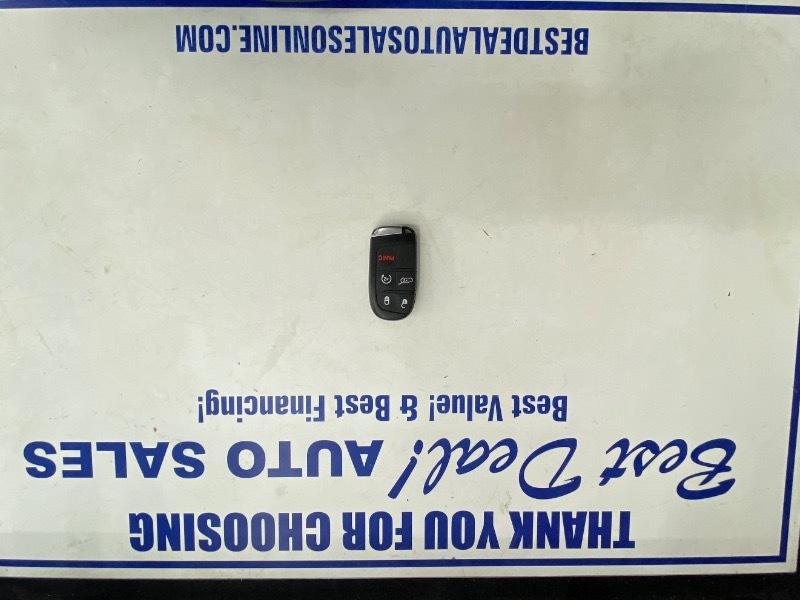 THANK YOU FOR CHOOSING
Best Deal! AUTO SALES
Best Value! & Best Financing!
PANIC
BESTDEALAUTOSALESONLINE.COM